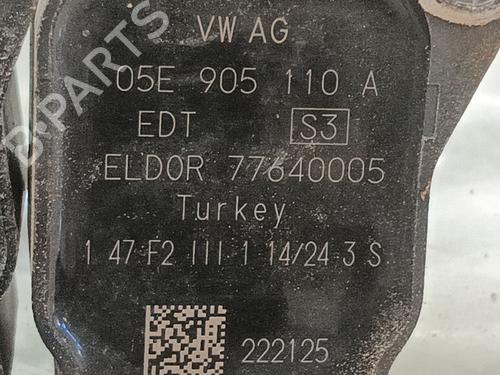 B-PARTS
VW AG
05E 905 110 A
EDT S3
ELDOR 77640005
Turkey
1 47 F2 III 1 14/24 3 S
222125